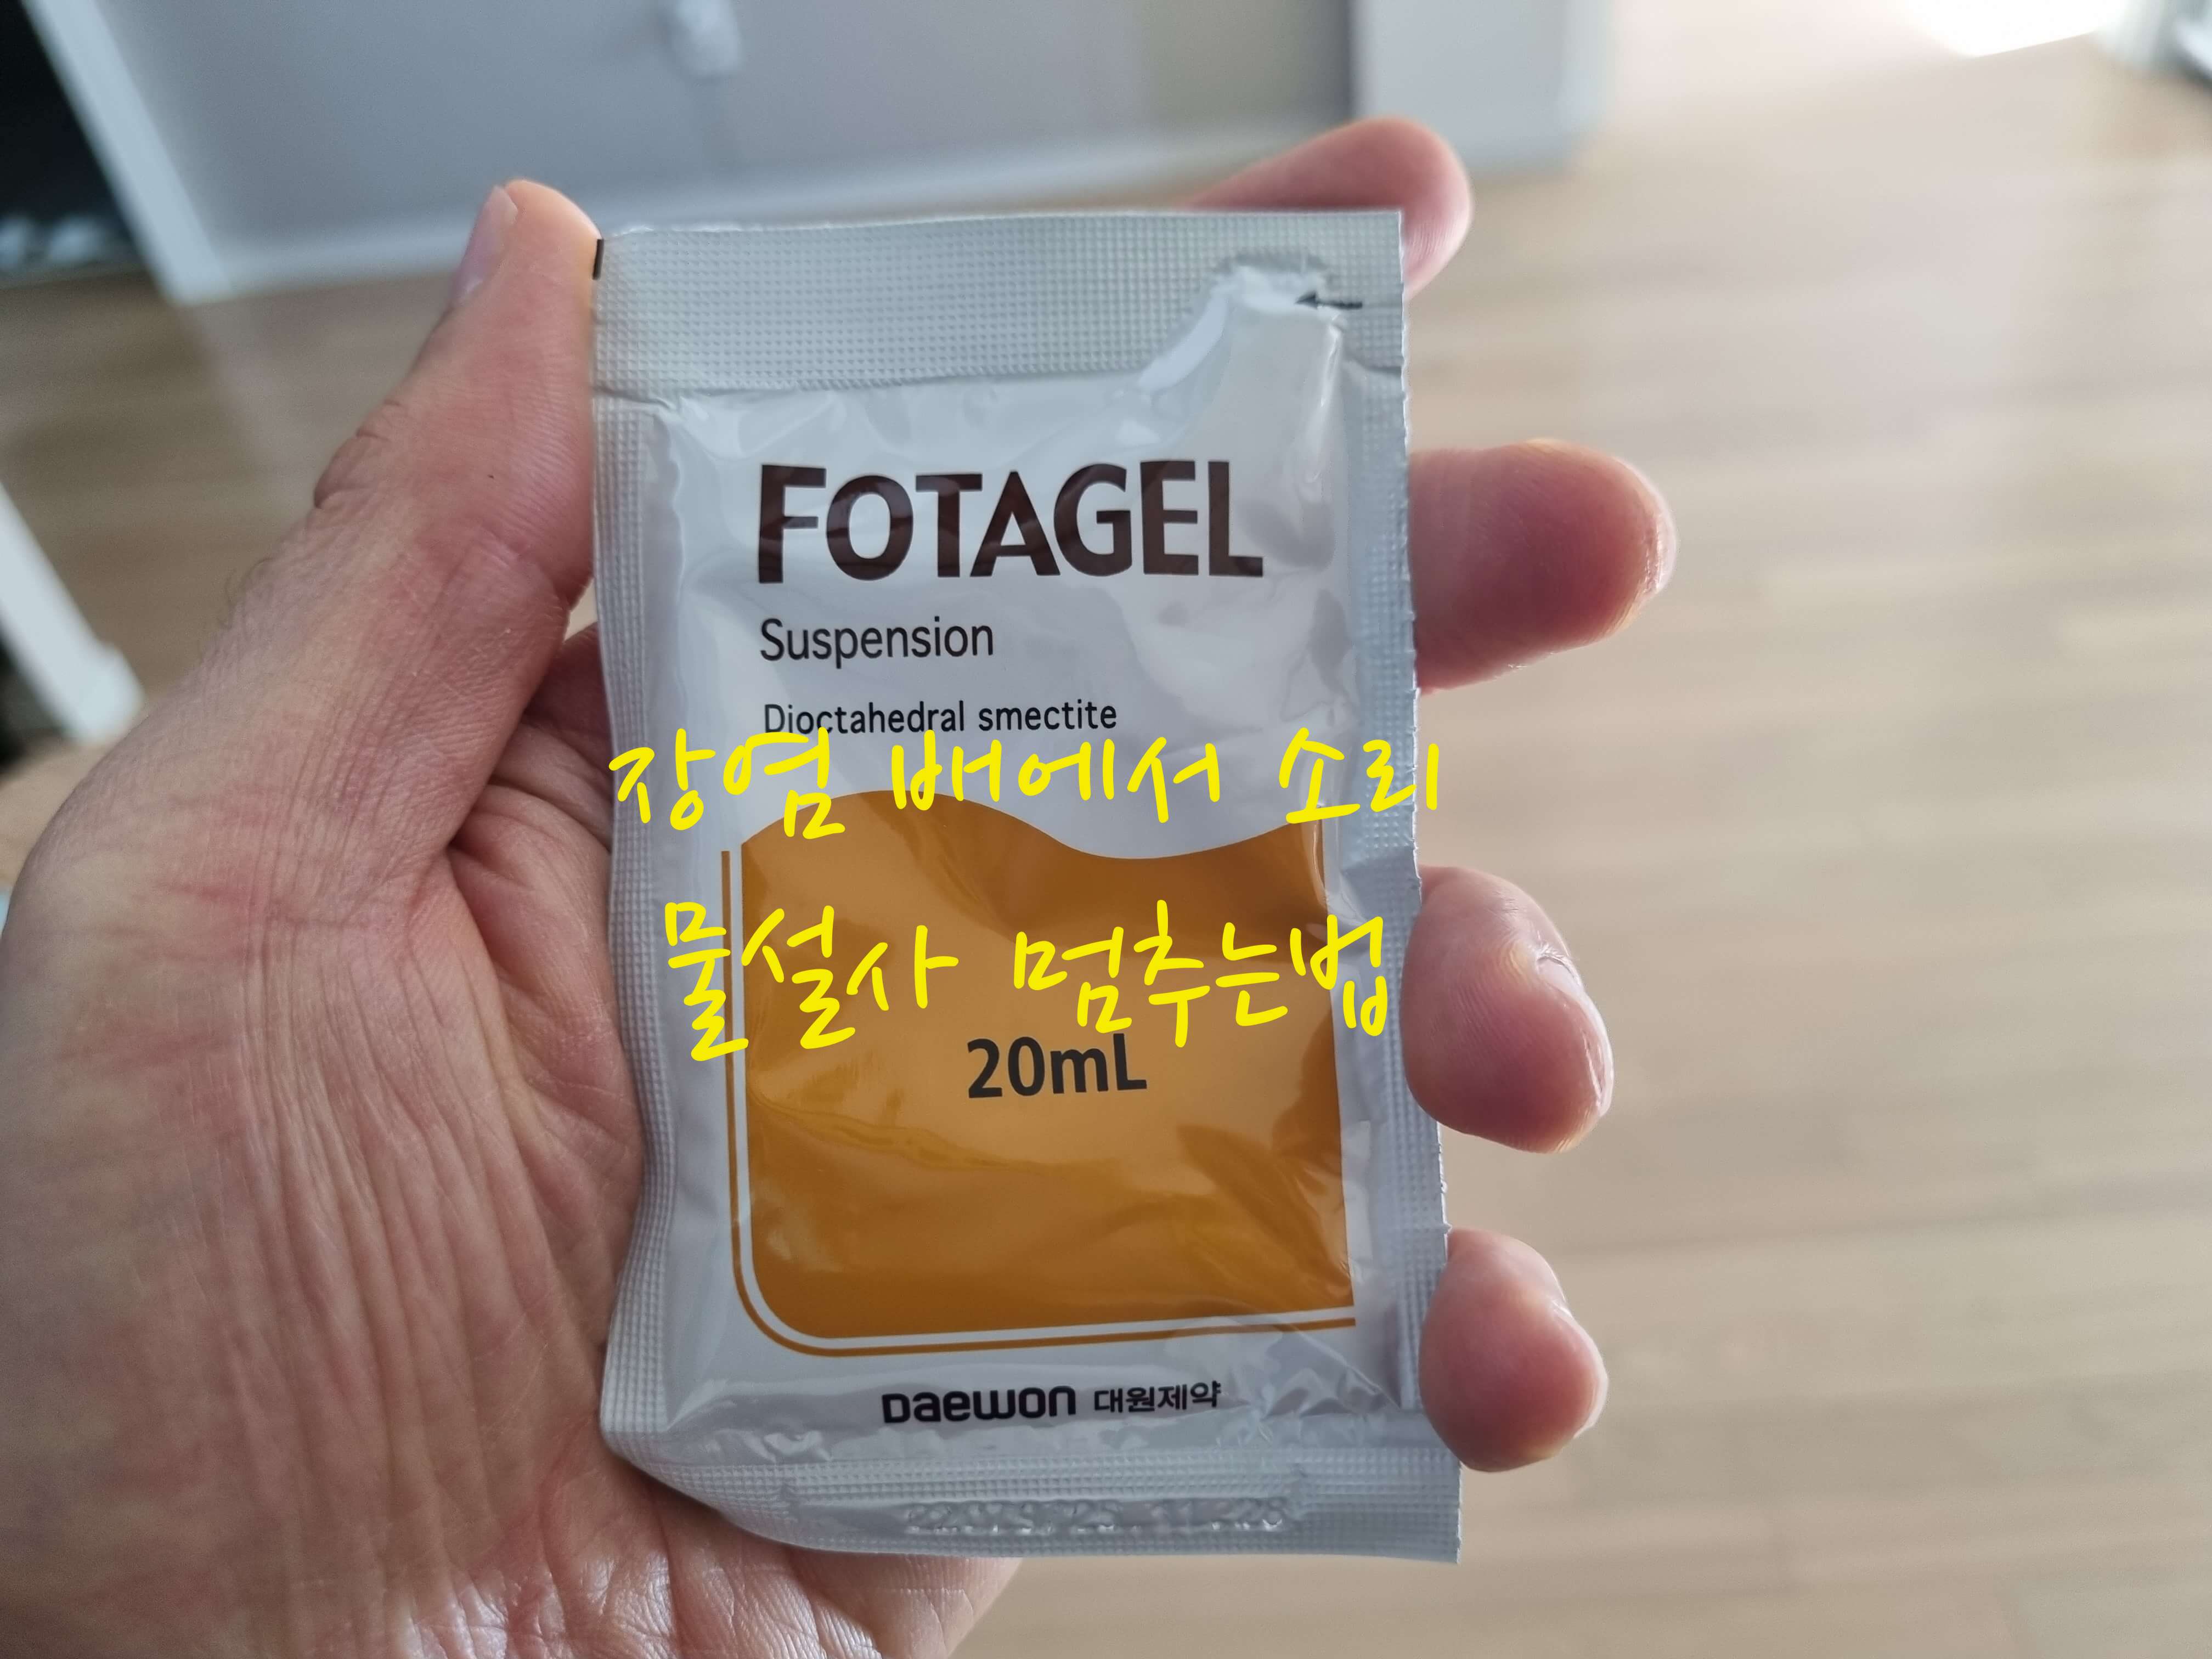 FOTAGEL
Suspension
Dioctahedral smectite
장염 배에서 소리
물설사 멈추는법
20mL
Daewon 대원제약